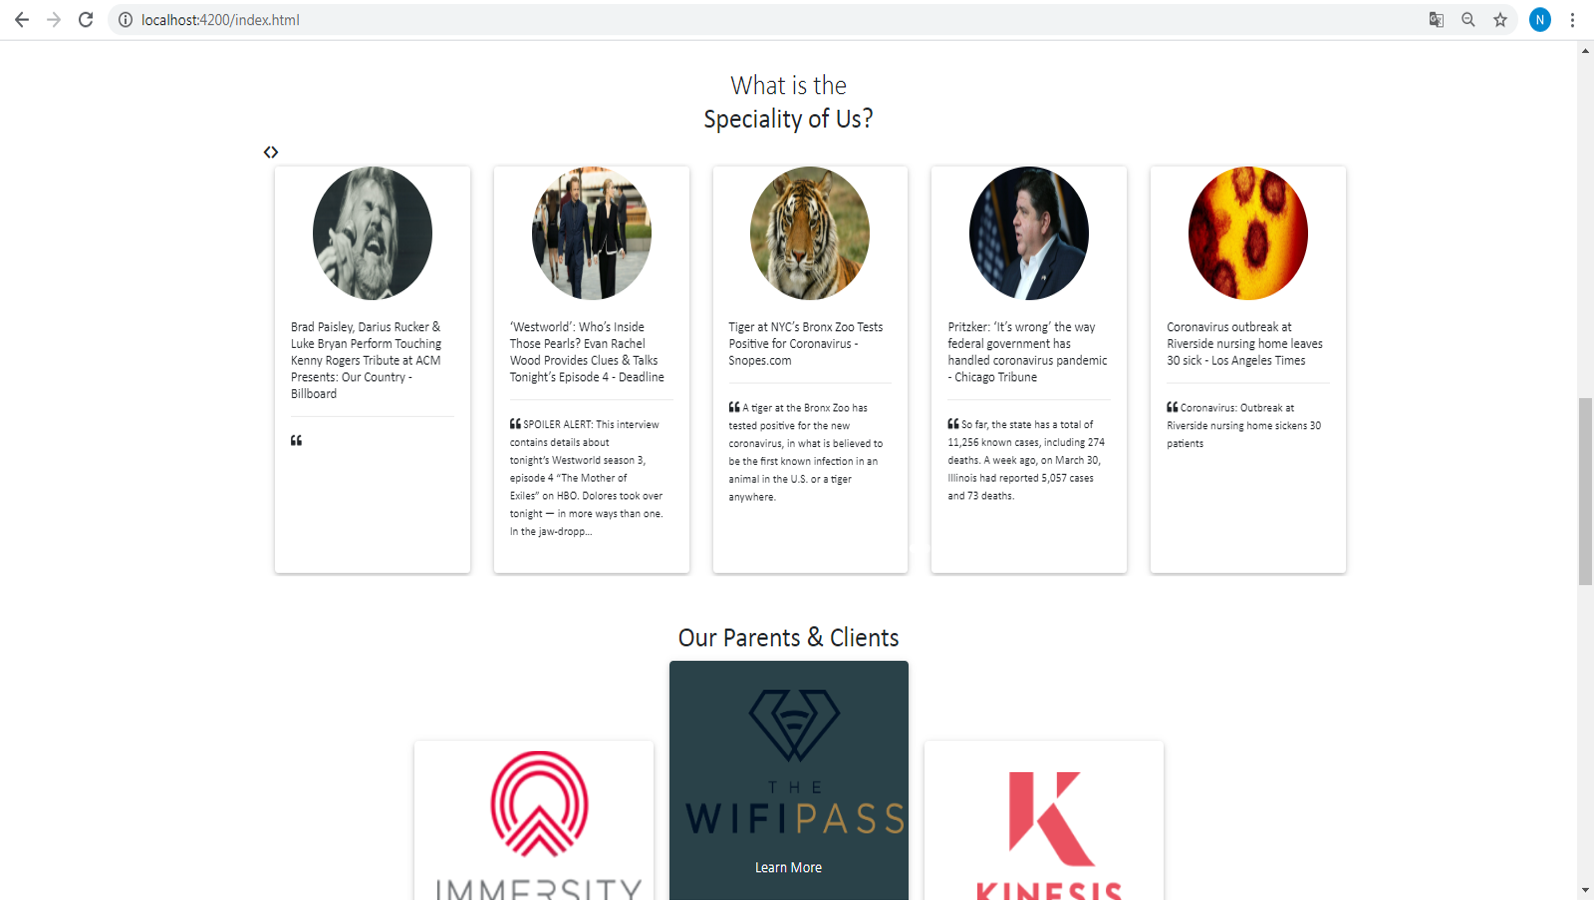 localhost:4200/index.html
N
What is the
Speciality of Us?
Brad Paisley, Darius Rucker &
Luke Bryan Perform Touching
Kenny Rogers Tribute at ACM
Presents: Our Country -
Billboard
❝
‘Westworld’: Who’s Inside
Those Pearls? Evan Rachel
Wood Provides Clues & Talks
Tonight’s Episode 4 - Deadline
❝ SPOILER ALERT: This interview
contains details about
tonight’s Westworld season 3,
episode 4 “The Mother of
Exiles” on HBO. Dolores took over
tonight — in more ways than one.
In the jaw-dropp…
Tiger at NYC’s Bronx Zoo Tests
Positive for Coronavirus -
Snopes.com
❝ A tiger at the Bronx Zoo has
tested positive for the new
coronavirus, in what is believed to
be the first known infection in an
animal in the U.S. or a tiger
anywhere.
Pritzker: ‘It’s wrong’ the way
federal government has
handled coronavirus pandemic
- Chicago Tribune
❝ So far, the state has a total of
11,256 known cases, including 274
deaths. A week ago, on March 30,
Illinois had reported 5,057 cases
and 73 deaths.
Coronavirus outbreak at
Riverside nursing home leaves
30 sick - Los Angeles Times
❝ Coronavirus: Outbreak at
Riverside nursing home sickens 30
patients
Our Parents & Clients
IMMERSITY
THE
WIFIPASS
Learn More
KINESIS